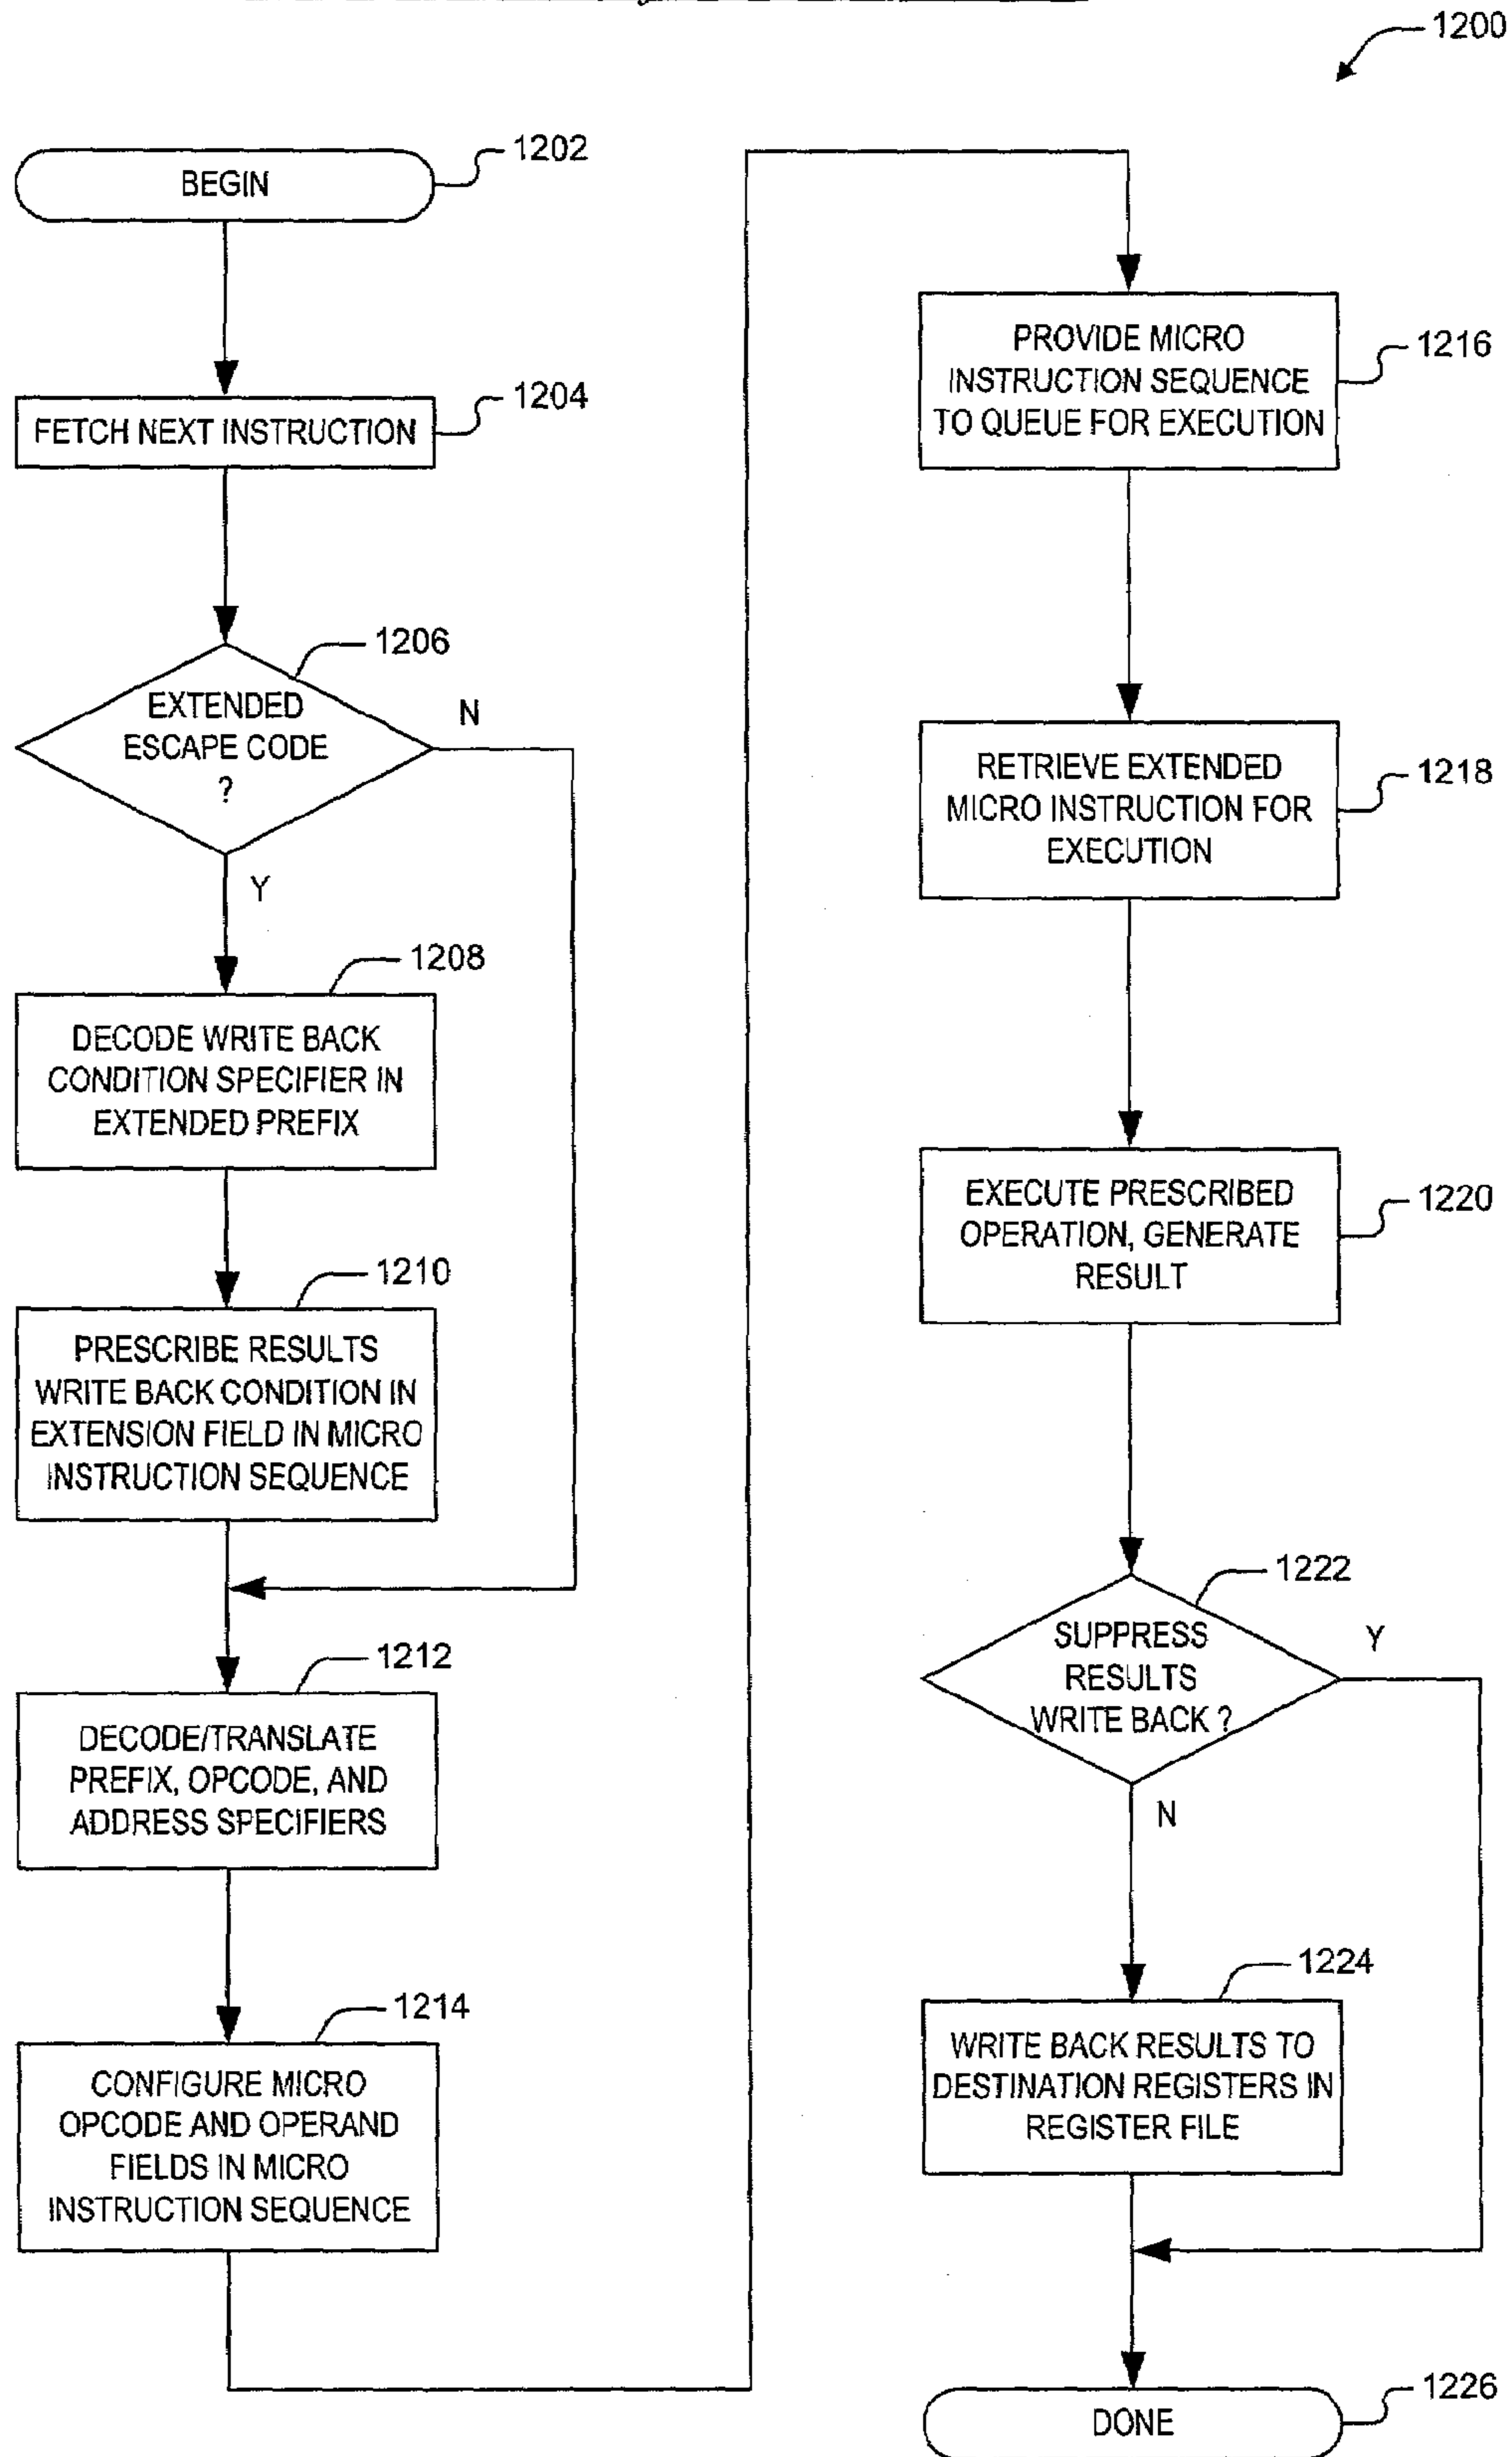 1200
BEGIN
1202
FETCH NEXT INSTRUCTION
1204
EXTENDED
ESCAPE CODE
?
1206
N
Y
DECODE WRITE BACK
CONDITION SPECIFIER IN
EXTENDED PREFIX
1208
PRESCRIBE RESULTS
WRITE BACK CONDITION IN
EXTENSION FIELD IN MICRO
INSTRUCTION SEQUENCE
1210
DECODE/TRANSLATE
PREFIX, OPCODE, AND
ADDRESS SPECIFIERS
1212
CONFIGURE MICRO
OPCODE AND OPERAND
FIELDS IN MICRO
INSTRUCTION SEQUENCE
1214
PROVIDE MICRO
INSTRUCTION SEQUENCE
TO QUEUE FOR EXECUTION
1216
RETRIEVE EXTENDED
MICRO INSTRUCTION FOR
EXECUTION
1218
EXECUTE PRESCRIBED
OPERATION, GENERATE
RESULT
1220
SUPPRESS
RESULTS
WRITE BACK ?
1222
Y
N
WRITE BACK RESULTS TO
DESTINATION REGISTERS IN
REGISTER FILE
1224
DONE
1226